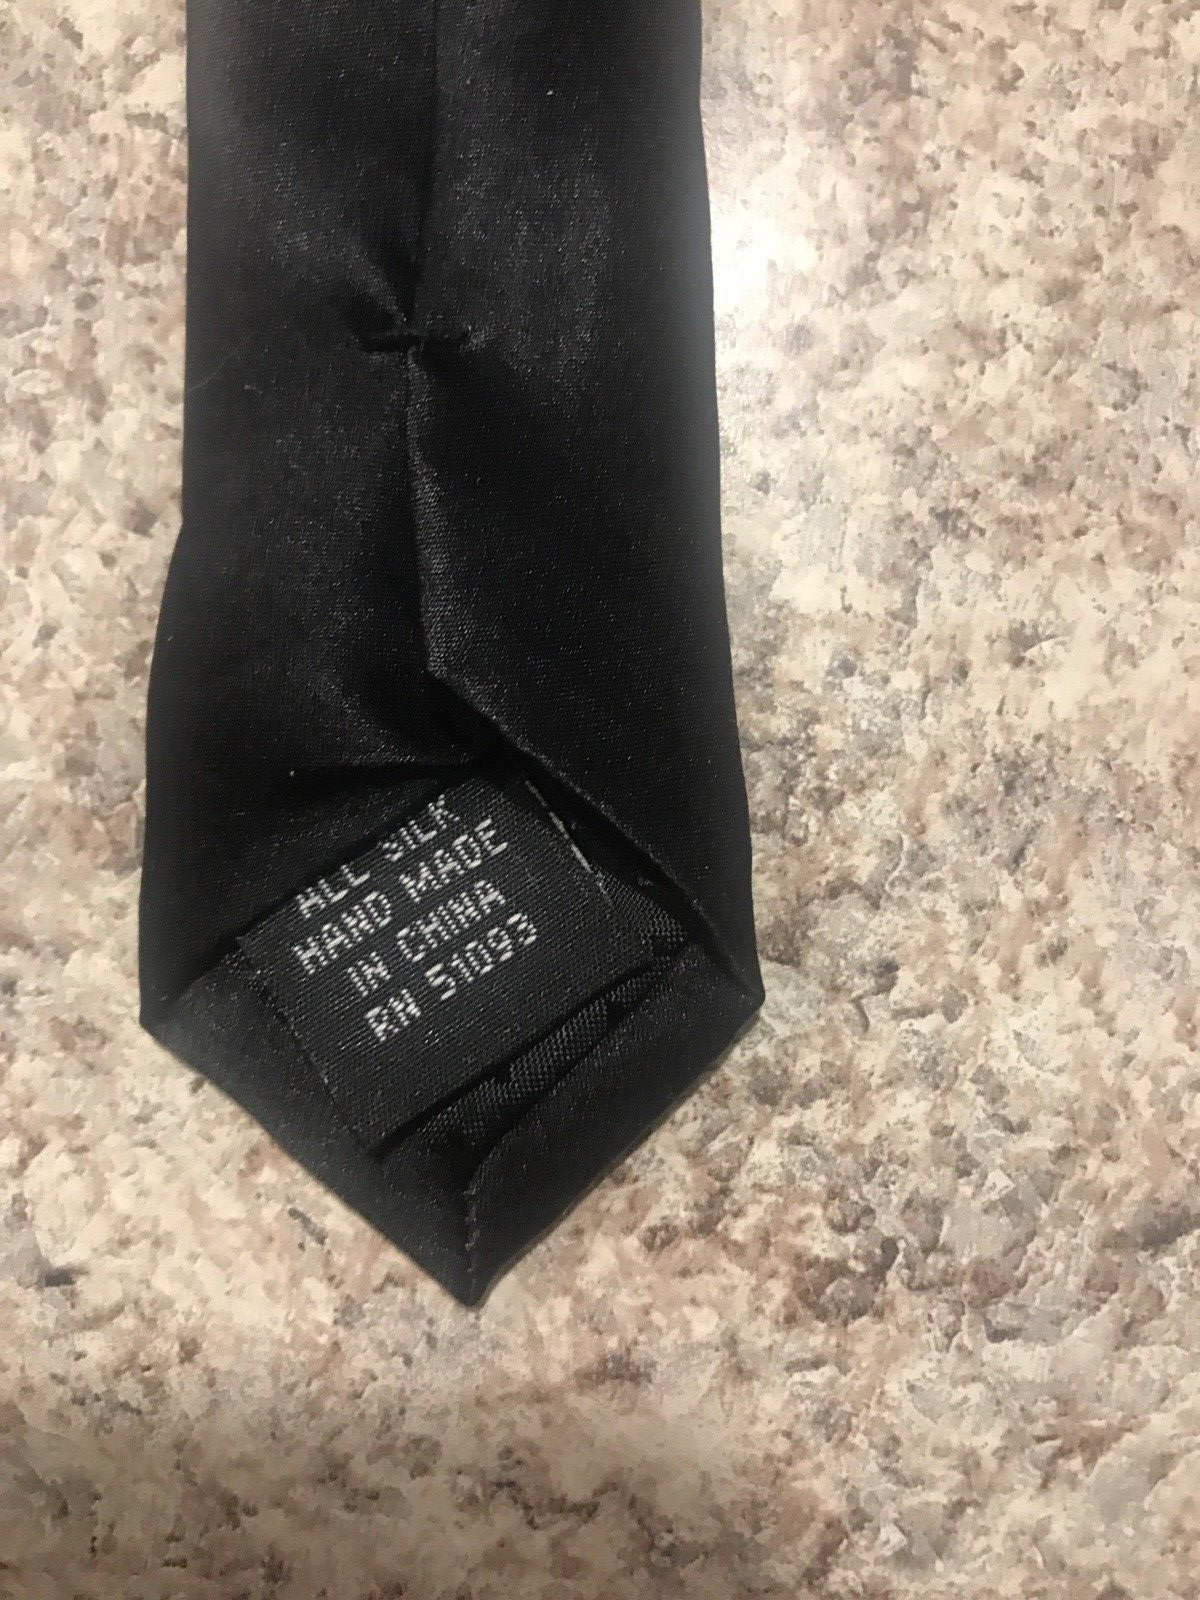 ALL SILK
HAND MADE
IN CHINA
RN 51093